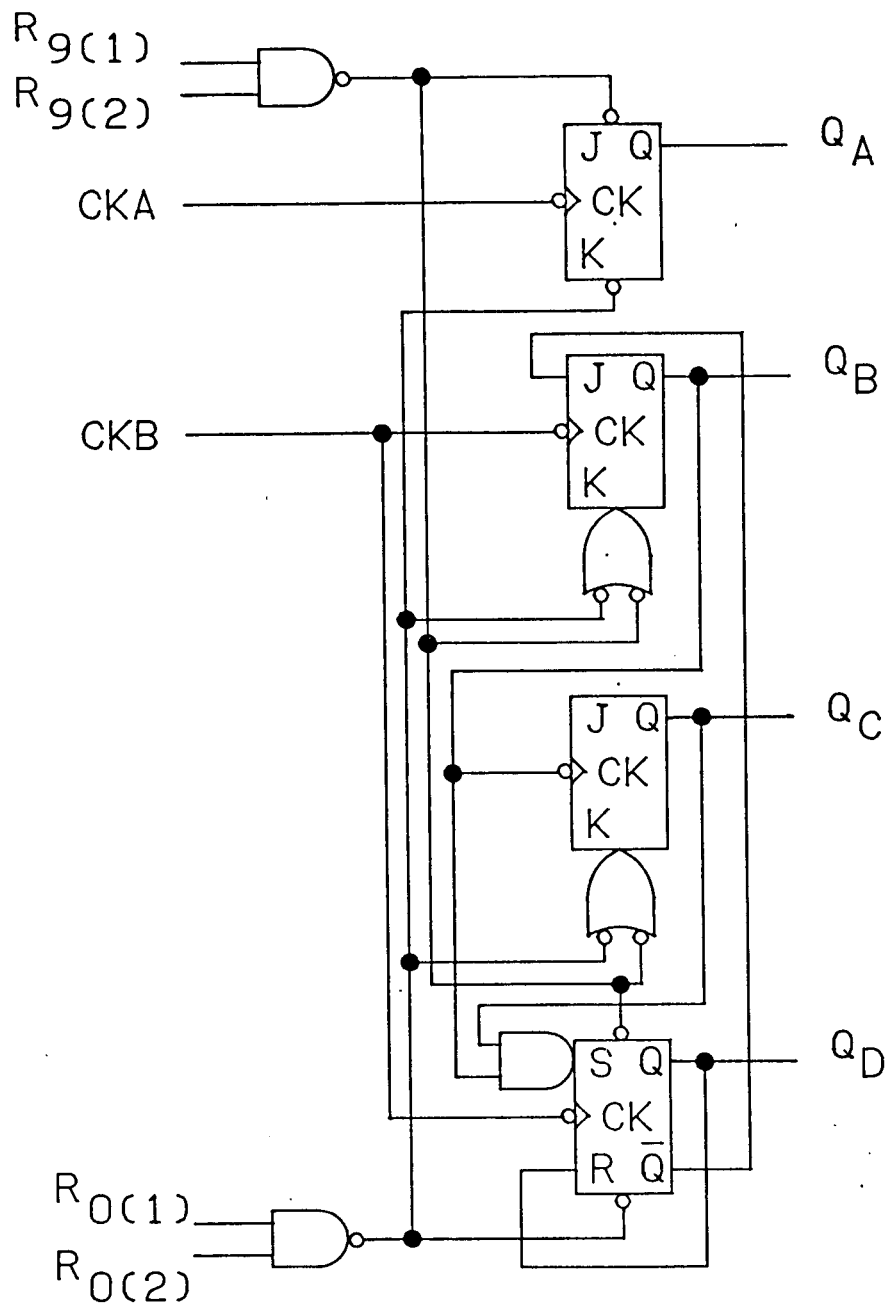 R9(1)
R9(2)
J Q
QA
CKA
CK
K
J Q
QB
CKB
CK
K
J Q
QC
CK
K
S Q
QD
CK
R Q̅
R0(1)
R0(2)